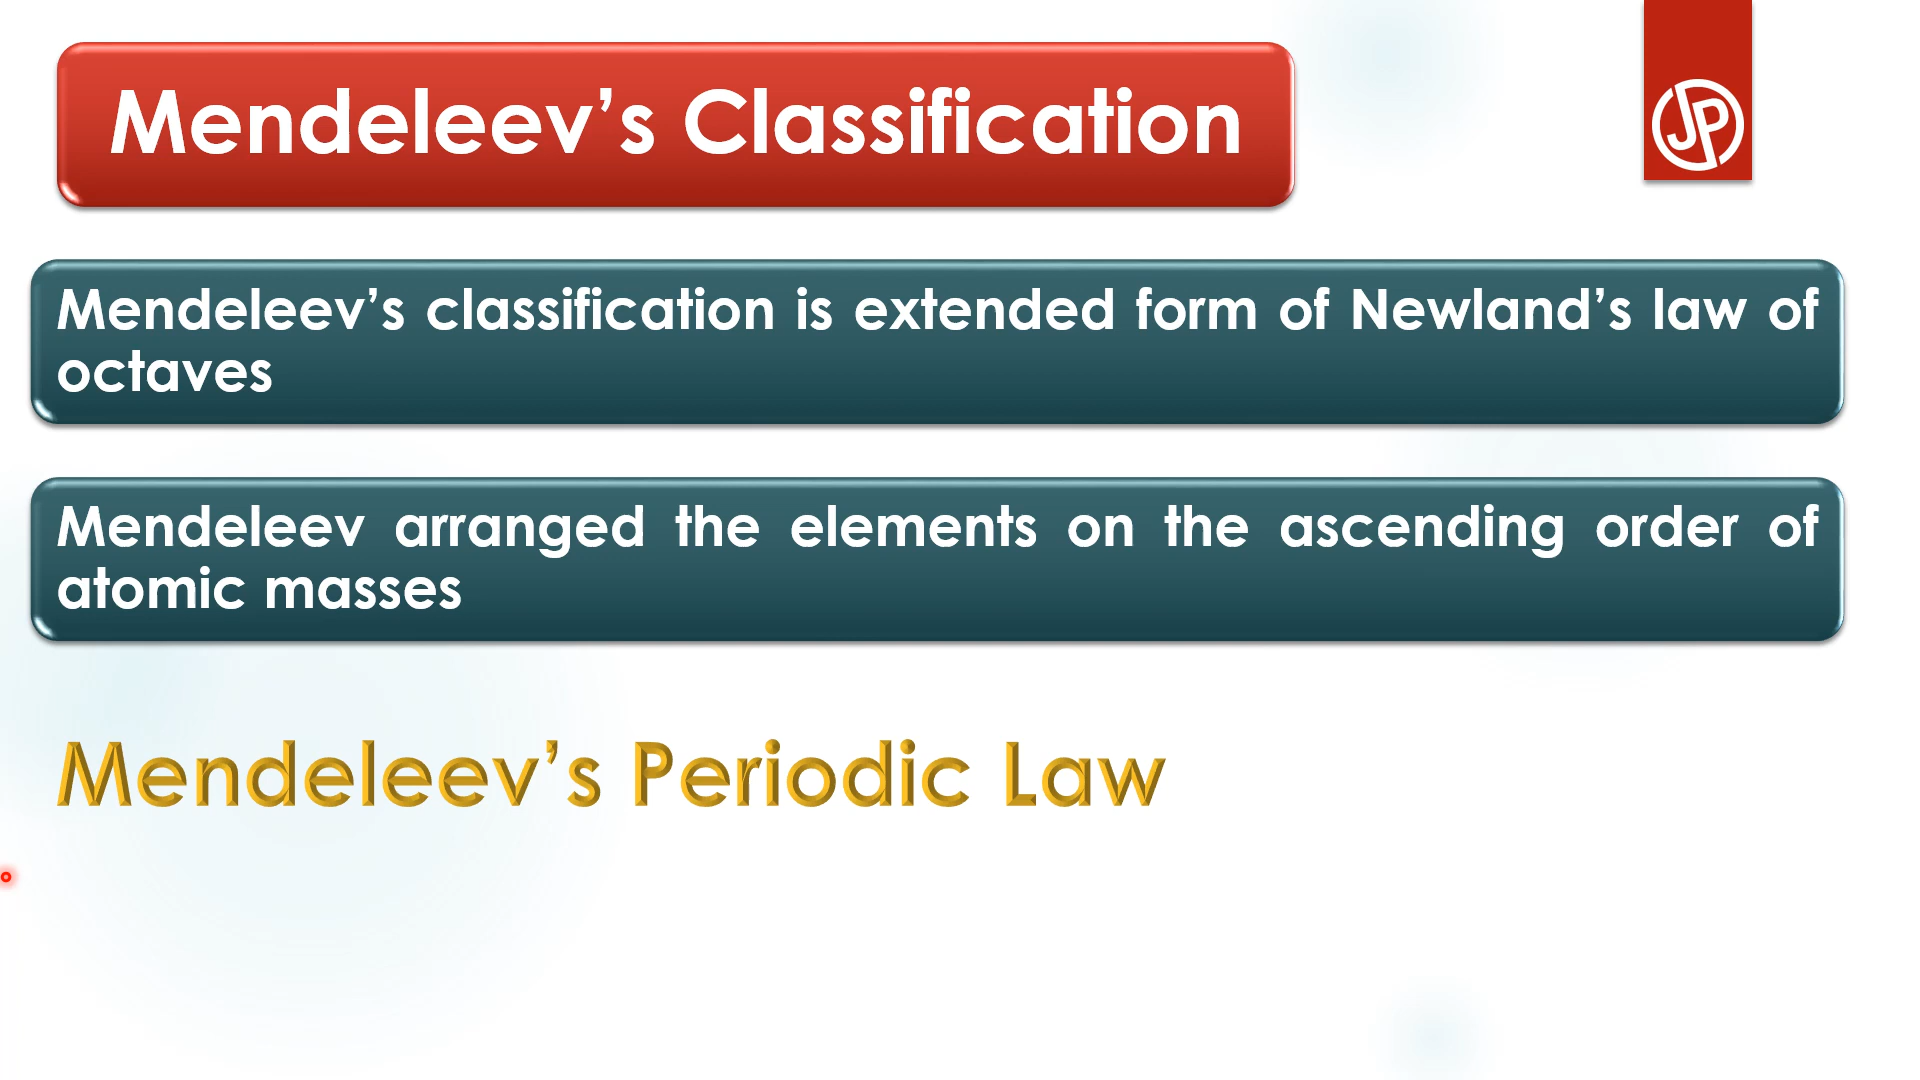 Mendeleev’s Classification
JP
Mendeleev’s classification is extended form of Newland’s law of
octaves
Mendeleev arranged the elements on the ascending order of
atomic masses
Mendeleev’s Periodic Law